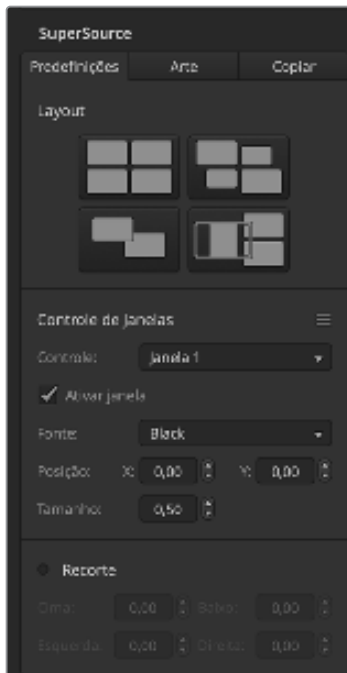 SuperSource
Predefinições Arte Copiar
Layout
Controle de Janelas
Controle: Janela 1
Ativar janela
Fonte: Black
Posição: X: 0,00 Y: 0,00
Tamanho: 0,50
Recorte
Cima: 0,00 Baixo: 0,00
Esquerda: 0,00 Direita: 0,00